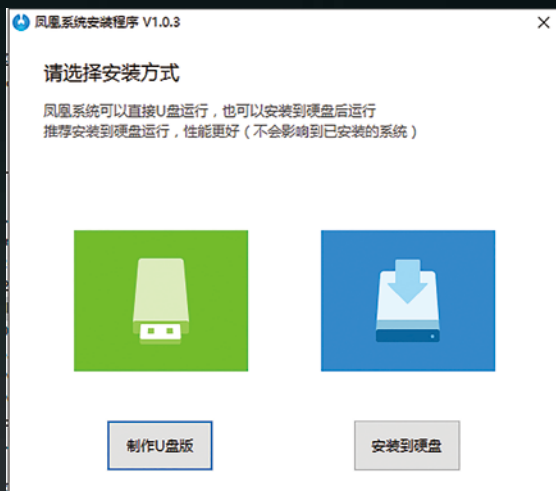 凤凰系统安装程序 V1.0.3
请选择安装方式
凤凰系统可以直接U盘运行，也可以安装到硬盘后运行
推荐安装到硬盘运行，性能更好（不会影响到已安装的系统）
制作U盘版
安装到硬盘